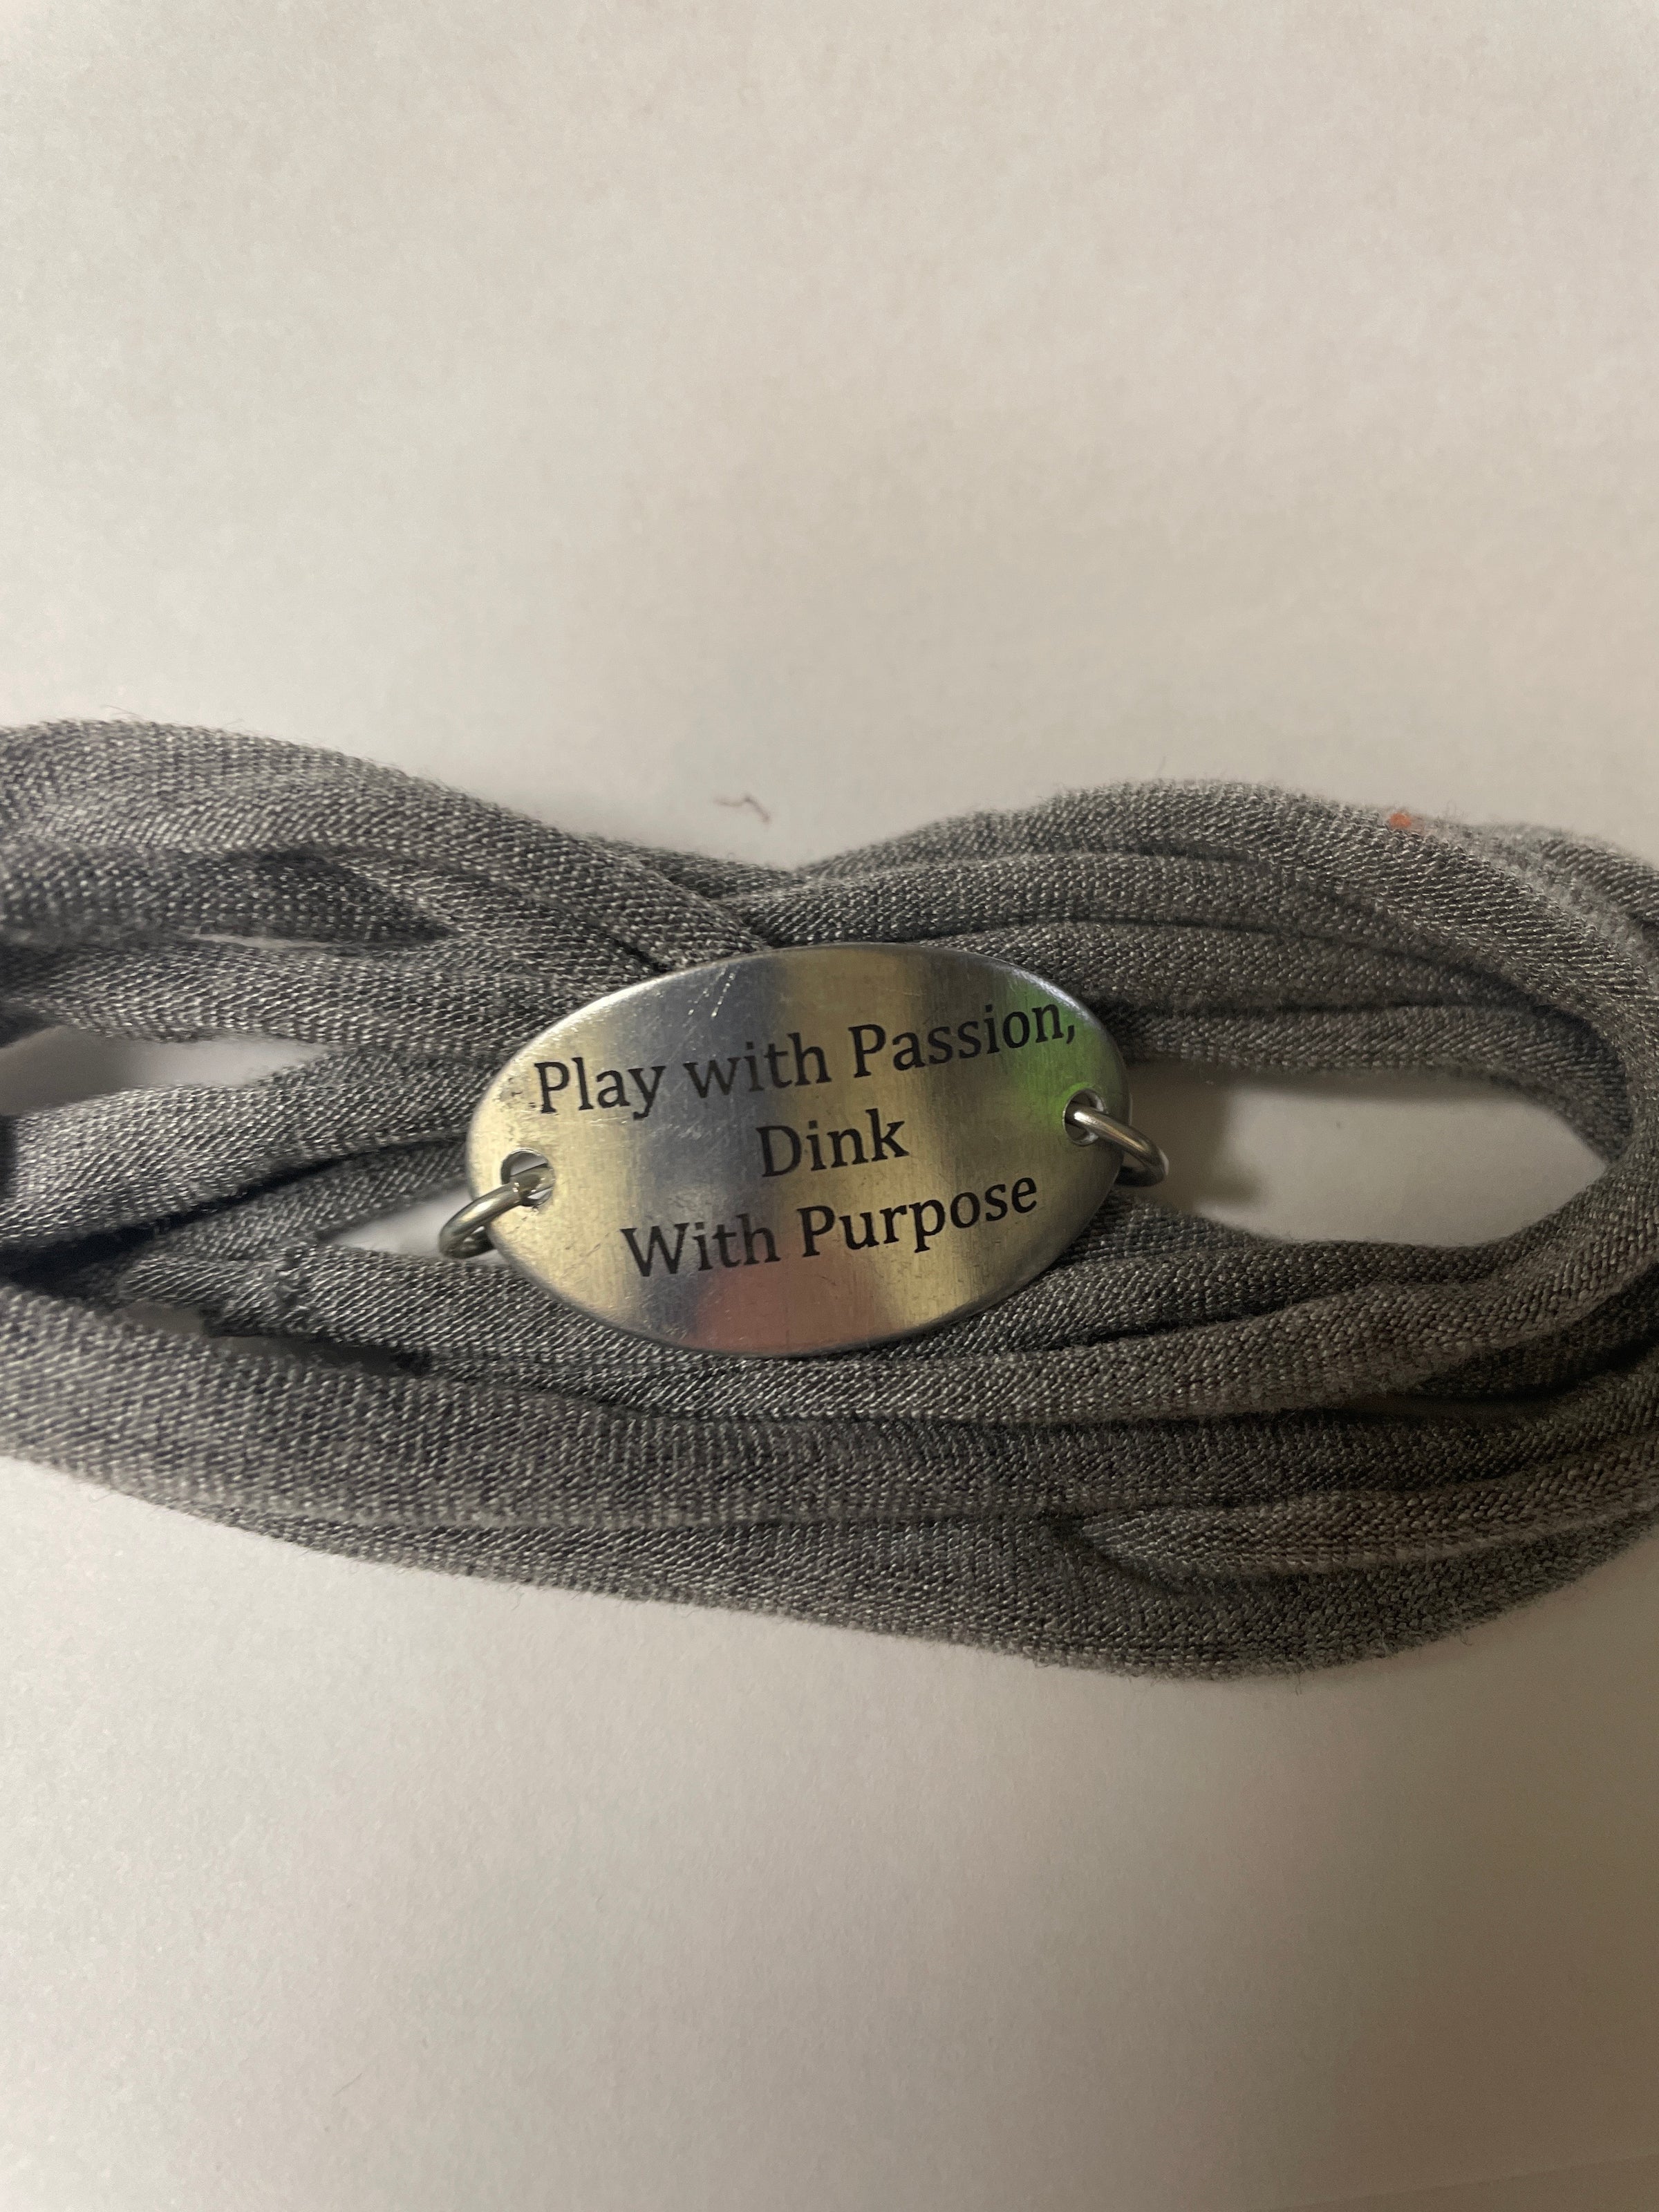 Play with Passion,
Dink
With Purpose